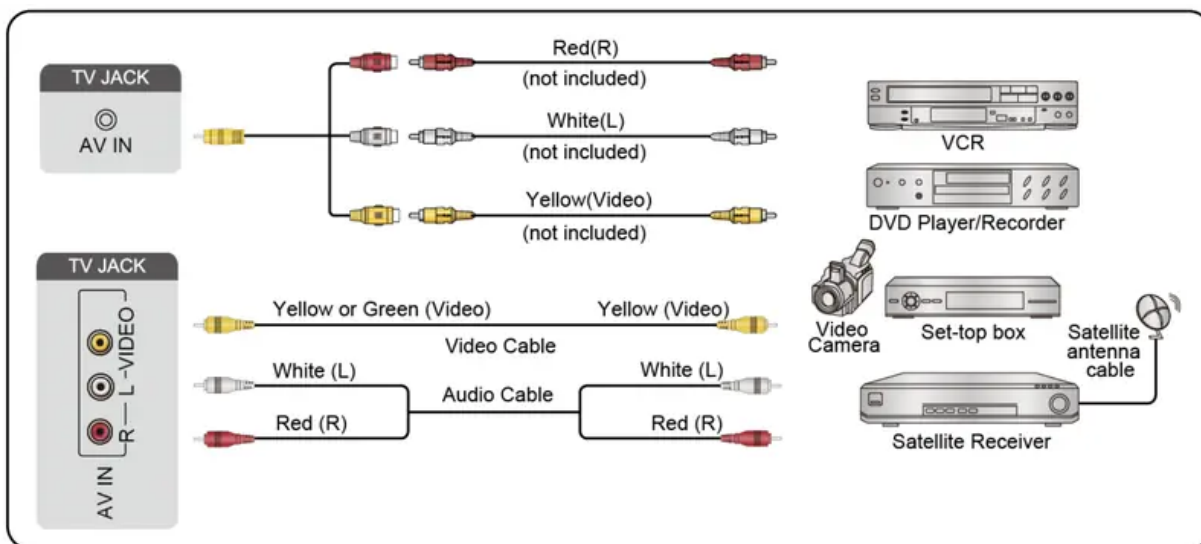 TV JACK
AV IN
Red(R)
(not included)
White(L)
(not included)
Yellow(Video)
(not included)
VCR
DVD Player/Recorder
TV JACK
R — L -VIDEO
AV IN
Yellow or Green (Video)
Yellow (Video)
Video Cable
White (L)
White (L)
Audio Cable
Red (R)
Red (R)
Video
Camera
Set-top box
Satellite
antenna
cable
Satellite Receiver